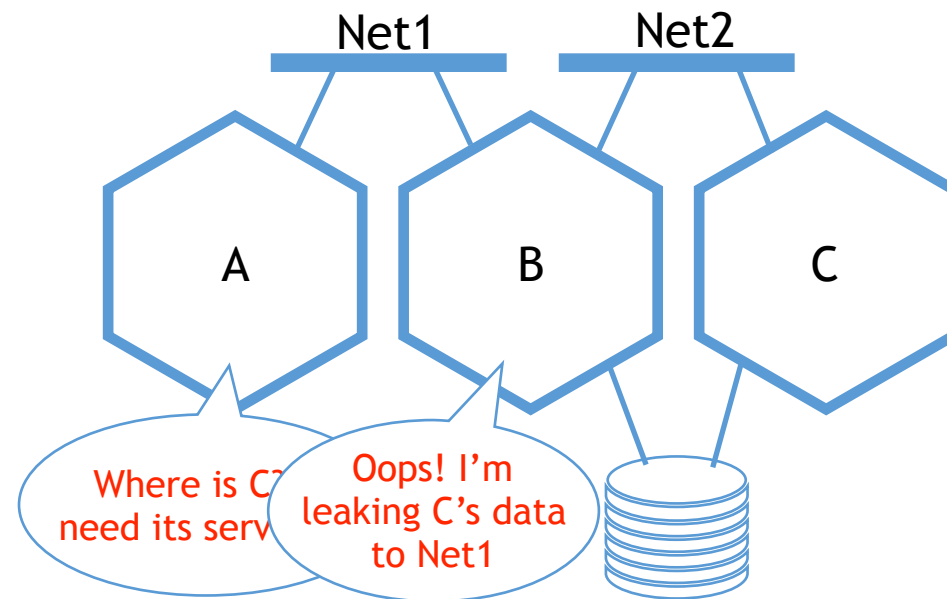 Net1
Net2
A
B
C
Where is C
need its serv
Oops! I'm
leaking C's data
to Net1